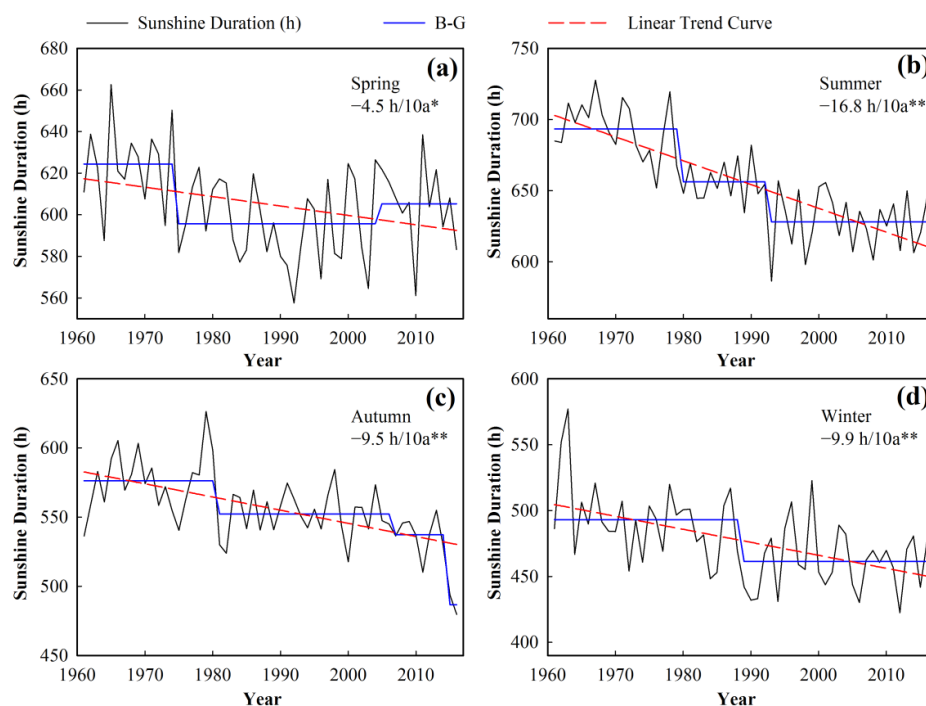 Sunshine Duration (h) B-G Linear Trend Curve
(a)
Spring
−4.5 h/10a*
Sunshine Duration (h)
680
660
640
620
600
580
560
540
1960 1970 1980 1990 2000 2010
Year
(b)
Summer
−16.8 h/10a**
Sunshine Duration (h)
750
700
650
600
1960 1970 1980 1990 2000 2010
Year
(c)
Autumn
−9.5 h/10a**
Sunshine Duration (h)
650
600
550
500
450
1960 1970 1980 1990 2000 2010
Year
(d)
Winter
−9.9 h/10a**
Sunshine Duration (h)
600
550
500
450
400
390
1960 1970 1980 1990 2000 2010
Year